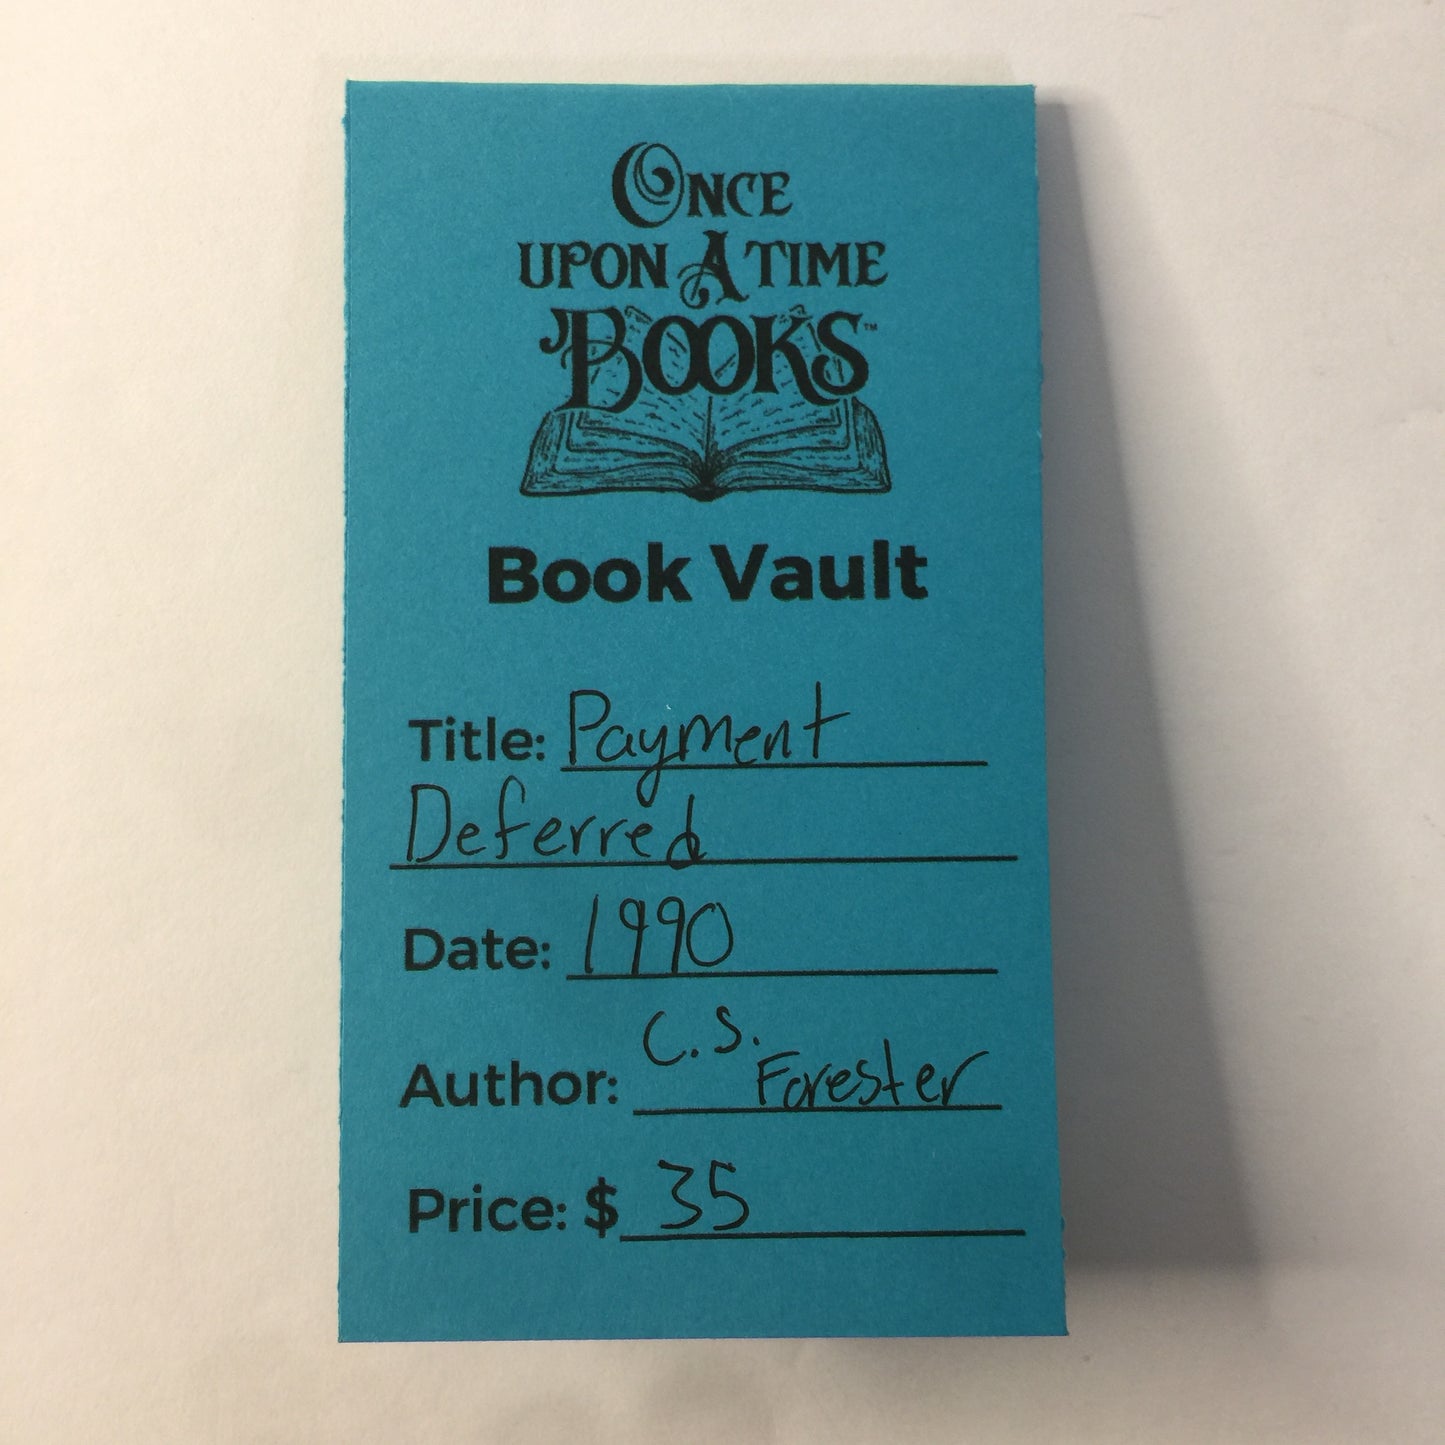 ONCE
UPON A TIME
BOOKS™
Book Vault
Title: Payment
Deferred
Date: 1990
Author: C.S. Forester
Price: $ 35